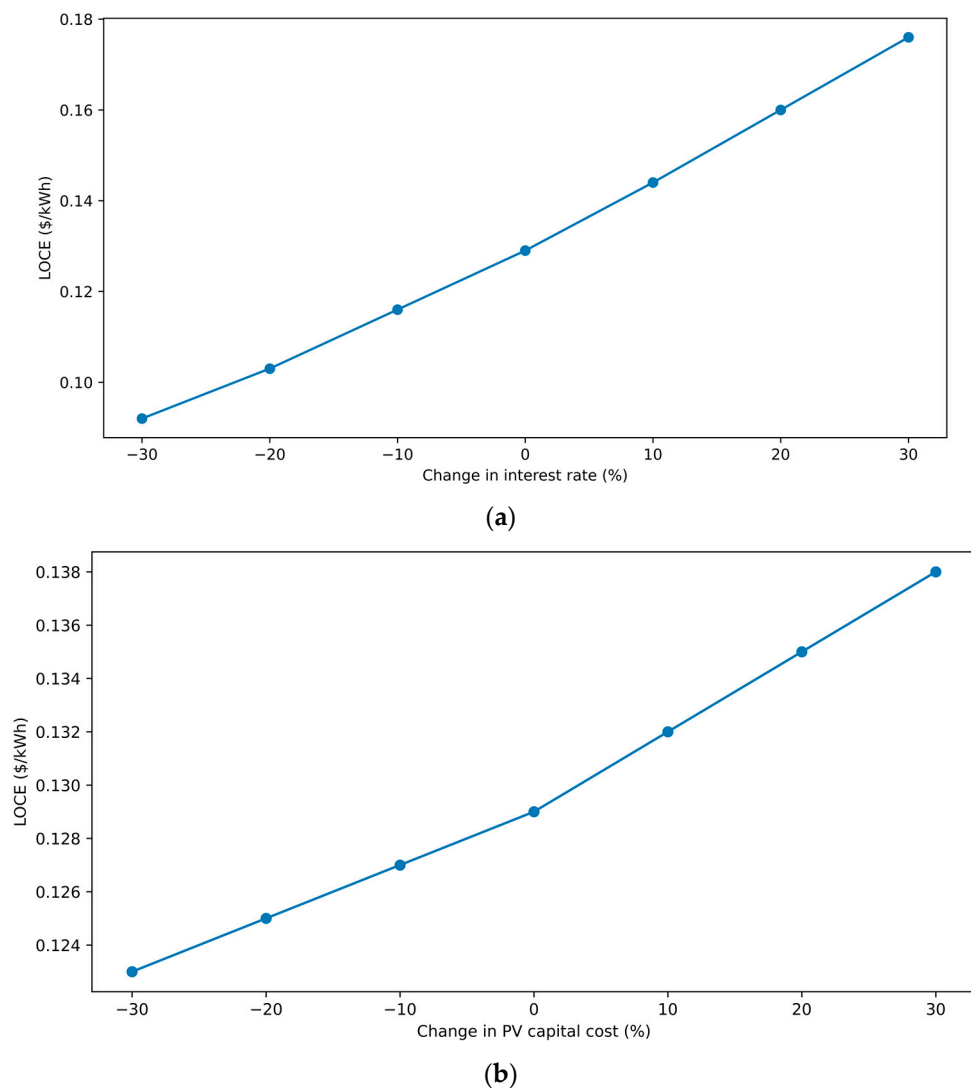 0.18
0.16
0.14
0.12
0.10
LOCE ($/kWh)
−30 −20 −10 0 10 20 30
Change in interest rate (%)
(a)
0.138
0.136
0.134
0.132
0.130
0.128
0.126
0.124
LOCE ($/kWh)
−30 −20 −10 0 10 20 30
Change in PV capital cost (%)
(b)